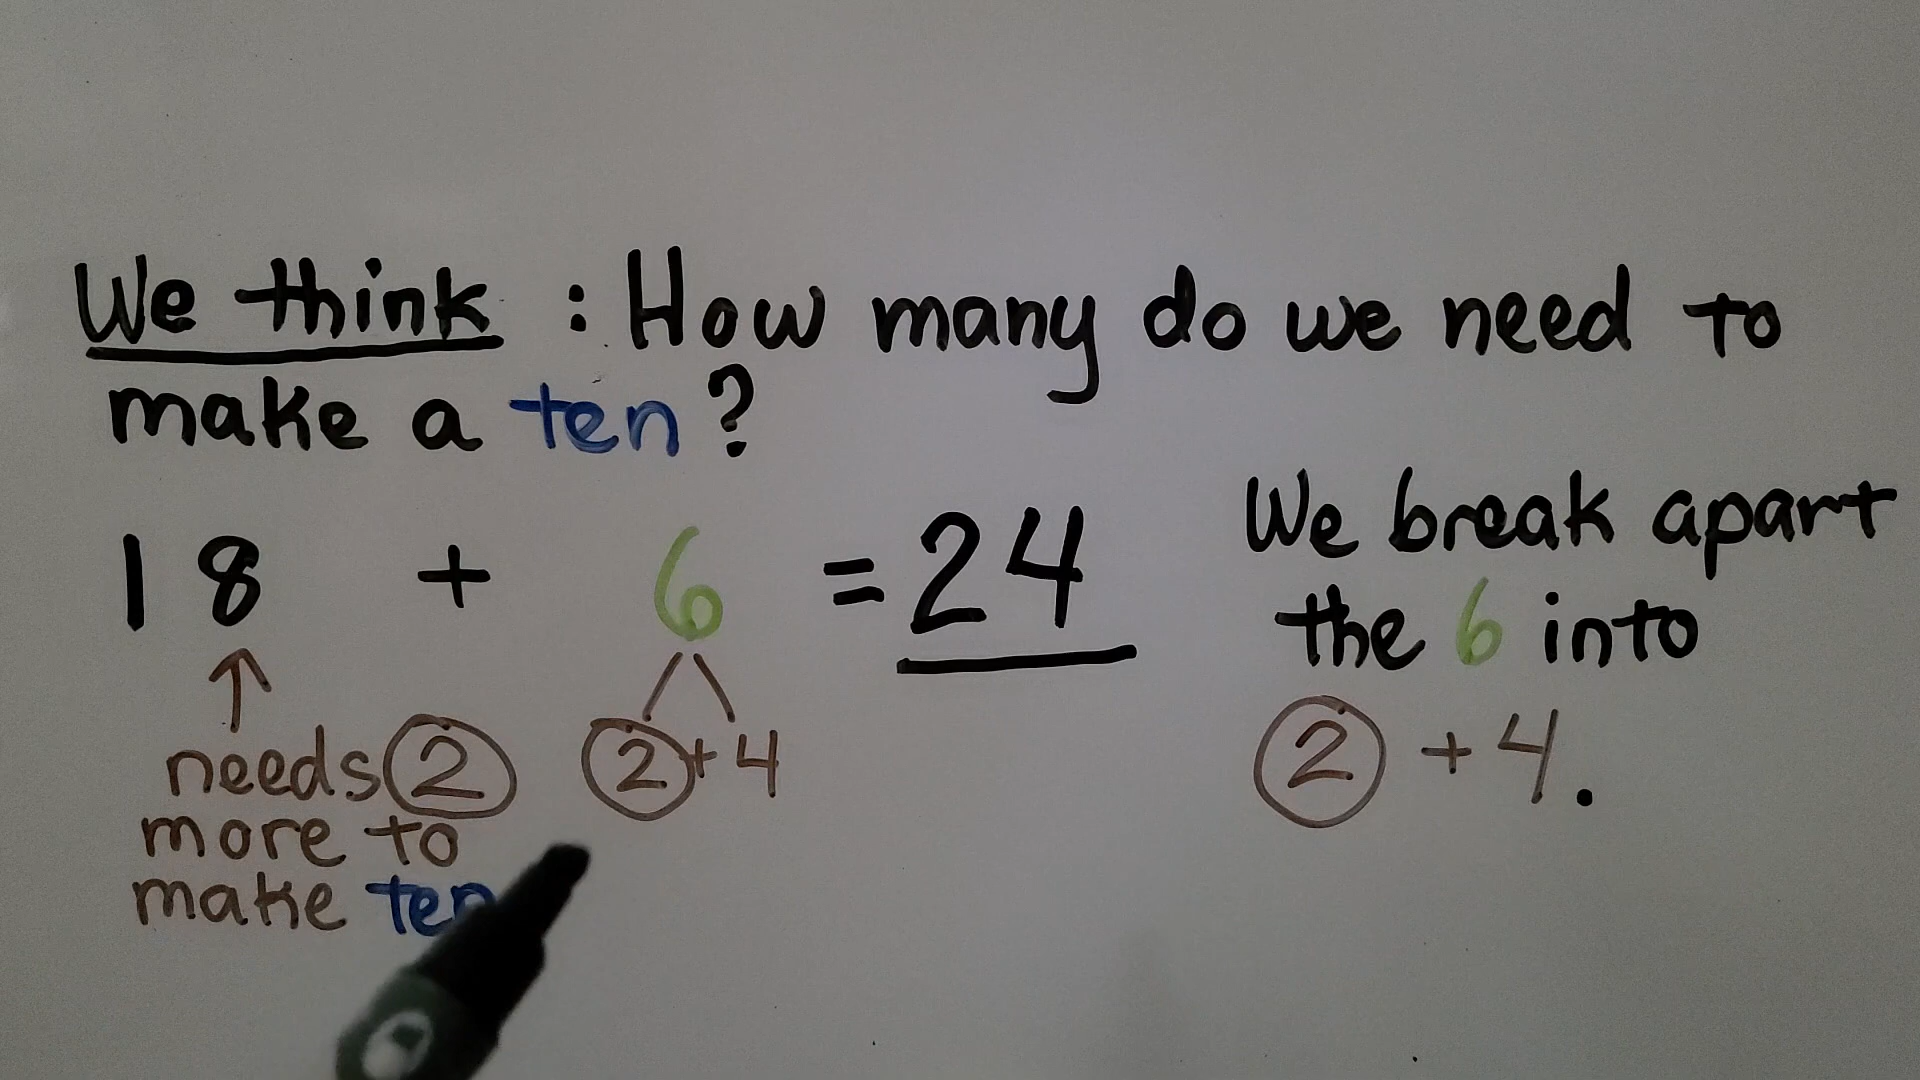 We think : How many do we need to
make a ten?
18 + 6 = 24
needs 2
more to
make ten
2 + 4
We break apart
the 6 into
2 + 4.